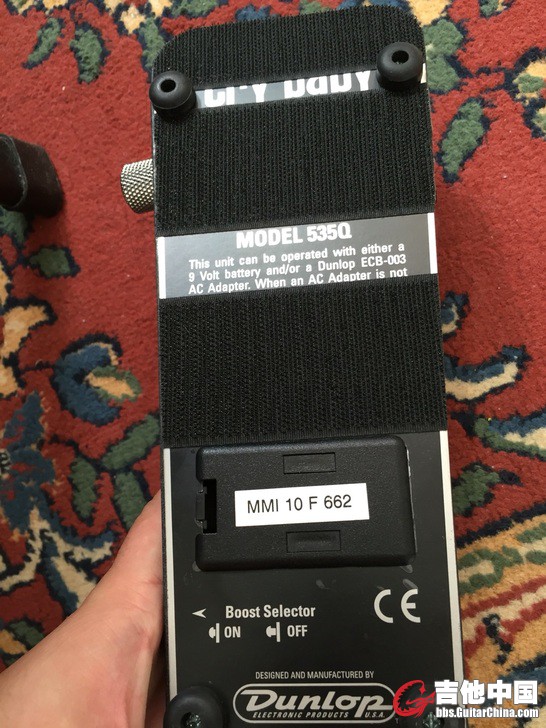 cry baby
MODEL 535Q
This unit can be operated with either a
9 Volt battery and/or a Dunlop ECB-003
AC Adapter. When an AC Adapter is not
MMI 10 F 662
Boost Selector
ON OFF
CE
DESIGNED AND MANUFACTURED BY
Dunlop
ELECTRONIC PRODUCTS U.S.A.
吉他中国
bbs.GuitarChina.com